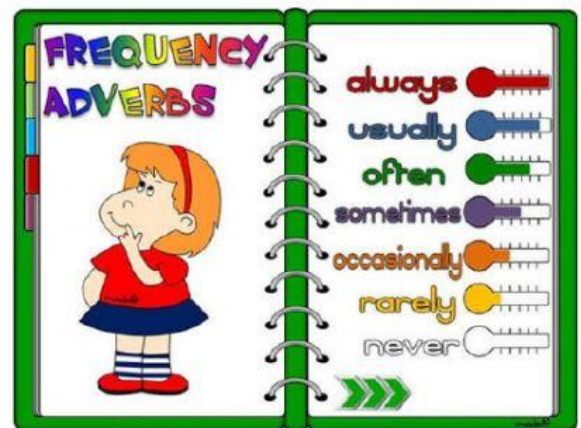 FREQUENCY
ADVERBS
always
usually
often
sometimes
occasionally
rarely
never